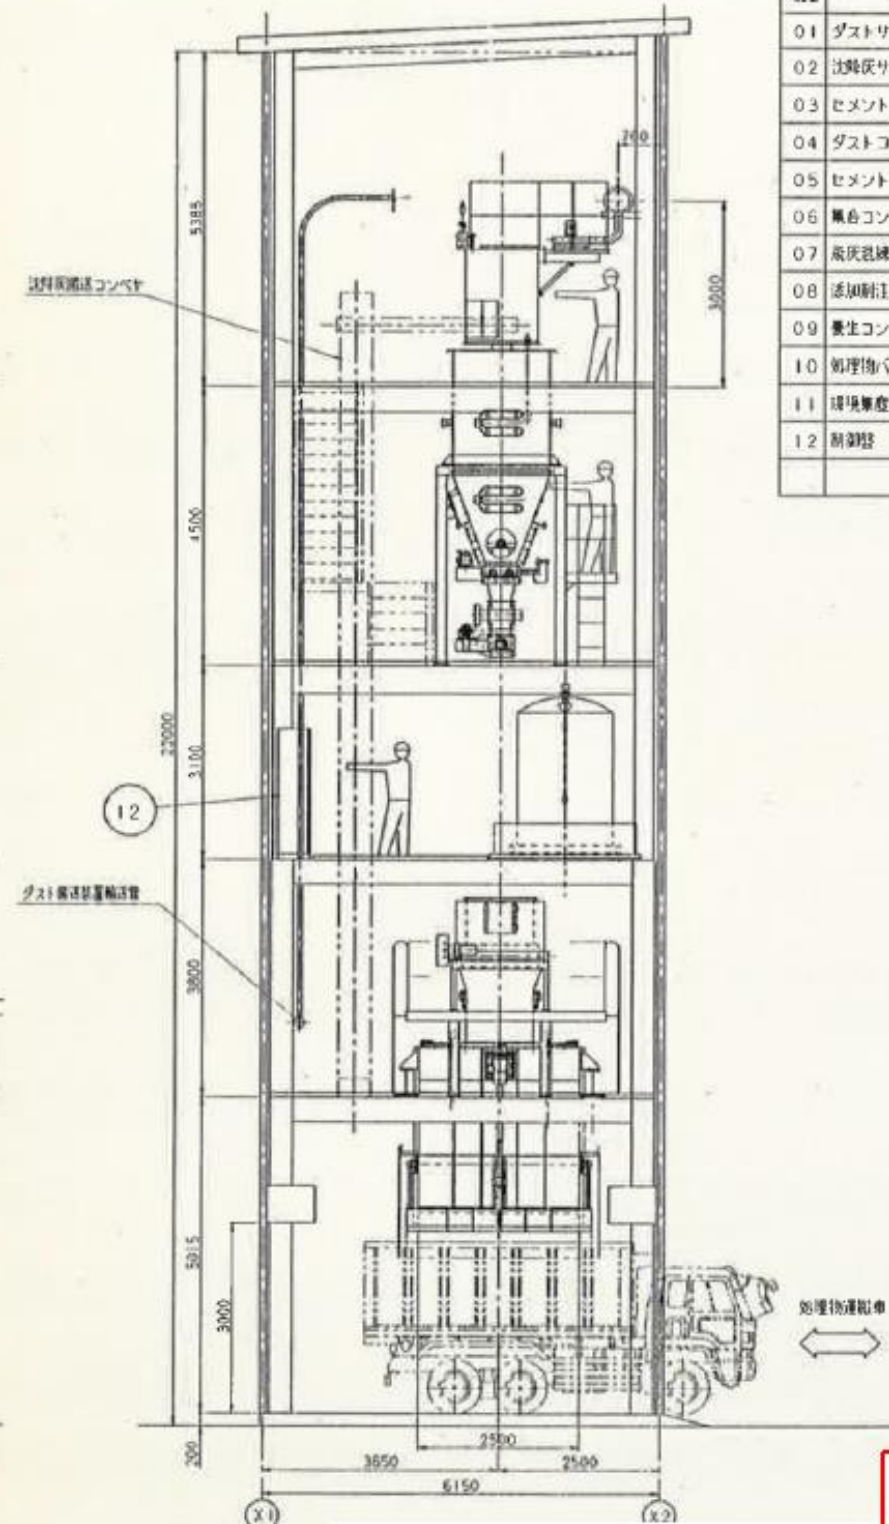 01 ダストサ
02 沈降灰サ
03 セメント
04 ダストコ
05 セメント
06 集合コン
07 飛灰混練
08 添加剤注
09 養生コン
10 処理物バ
11 環境集塵
12 制御盤
260
5385
沈降灰搬送コンベヤ
3000
4500
22000
3100
12
ダスト搬送装置輸送管
3800
5015
3000
処理物運搬車
200
2500
3650
2500
6150
X1
X2